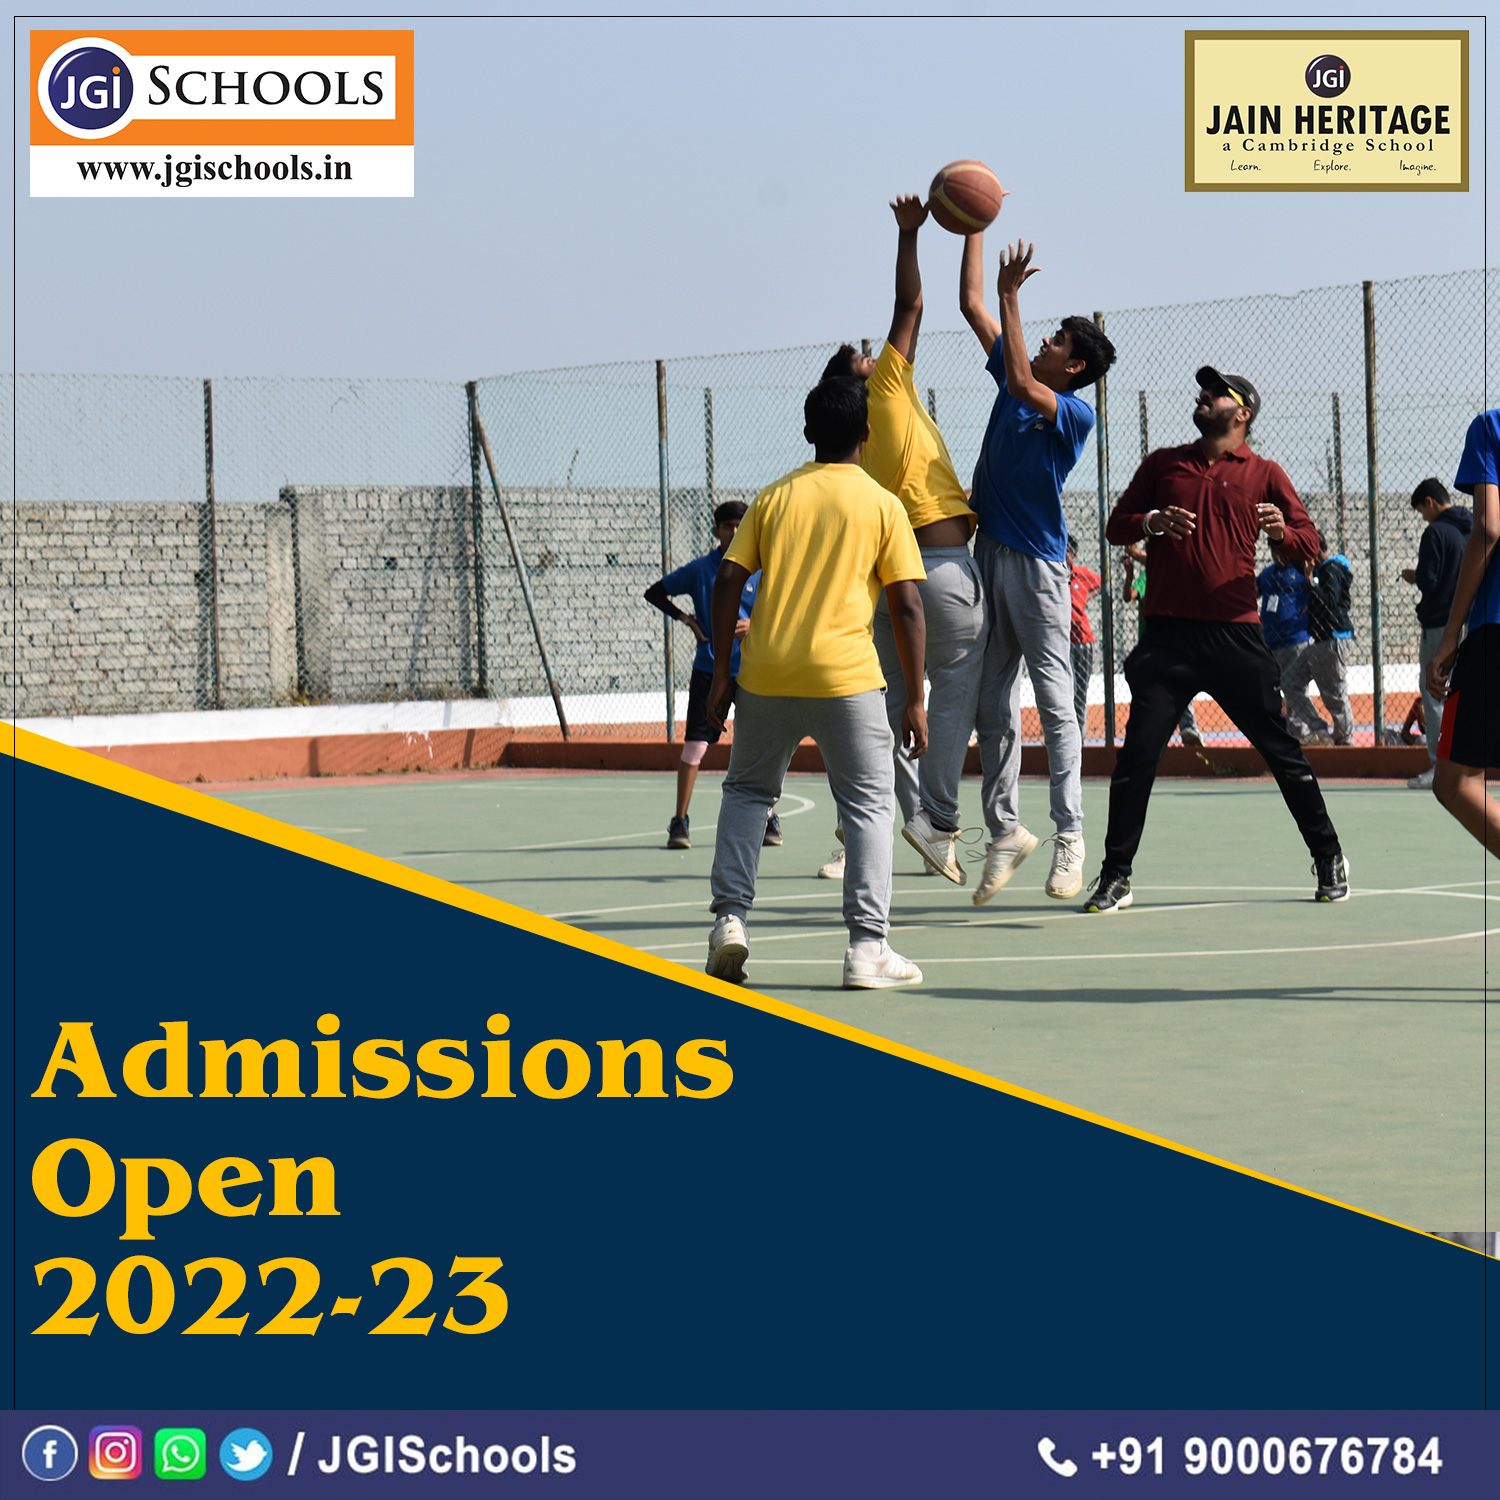 JGi SCHOOLS
www.jgischools.in
JGi
JAIN HERITAGE
a Cambridge School
Learn. Explore. Imagine.
Admissions
Open
2022-23
/ JGISchools
+91 9000676784